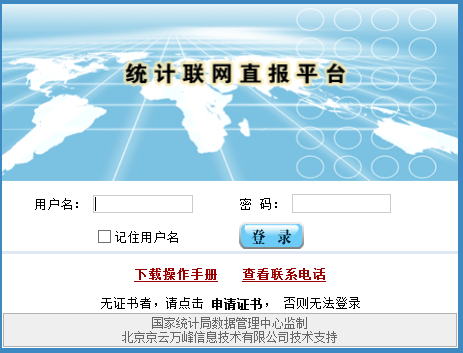 统计联网直报平台
用户名: 密 码:
记住用户名 登 录
下载操作手册 查看联系电话
无证书者，请点击 申请证书， 否则无法登录
国家统计局数据管理中心监制
北京京云万峰信息技术有限公司技术支持